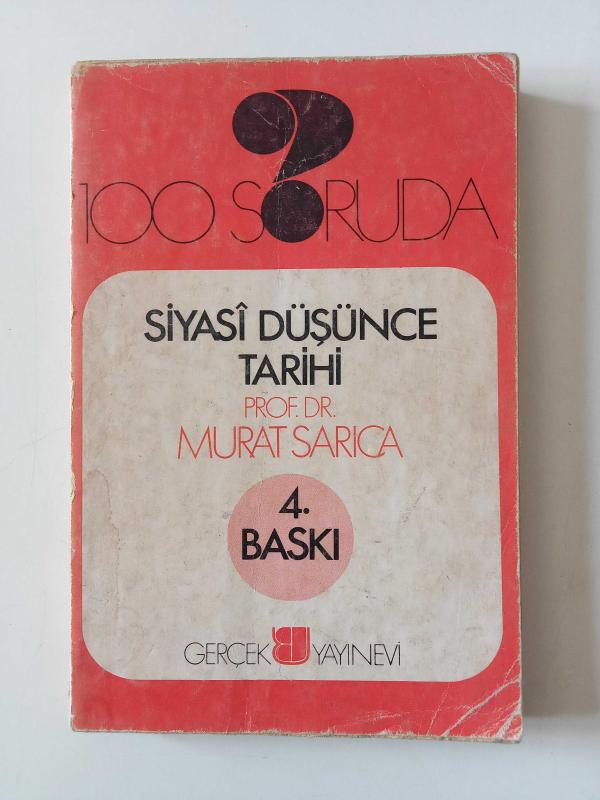 100 SORUDA
SİYASÎ DÜŞÜNCE
TARİHİ
PROF. DR.
MURAT SARICA
4.
BASKI
GERÇEK YAYINEVİ